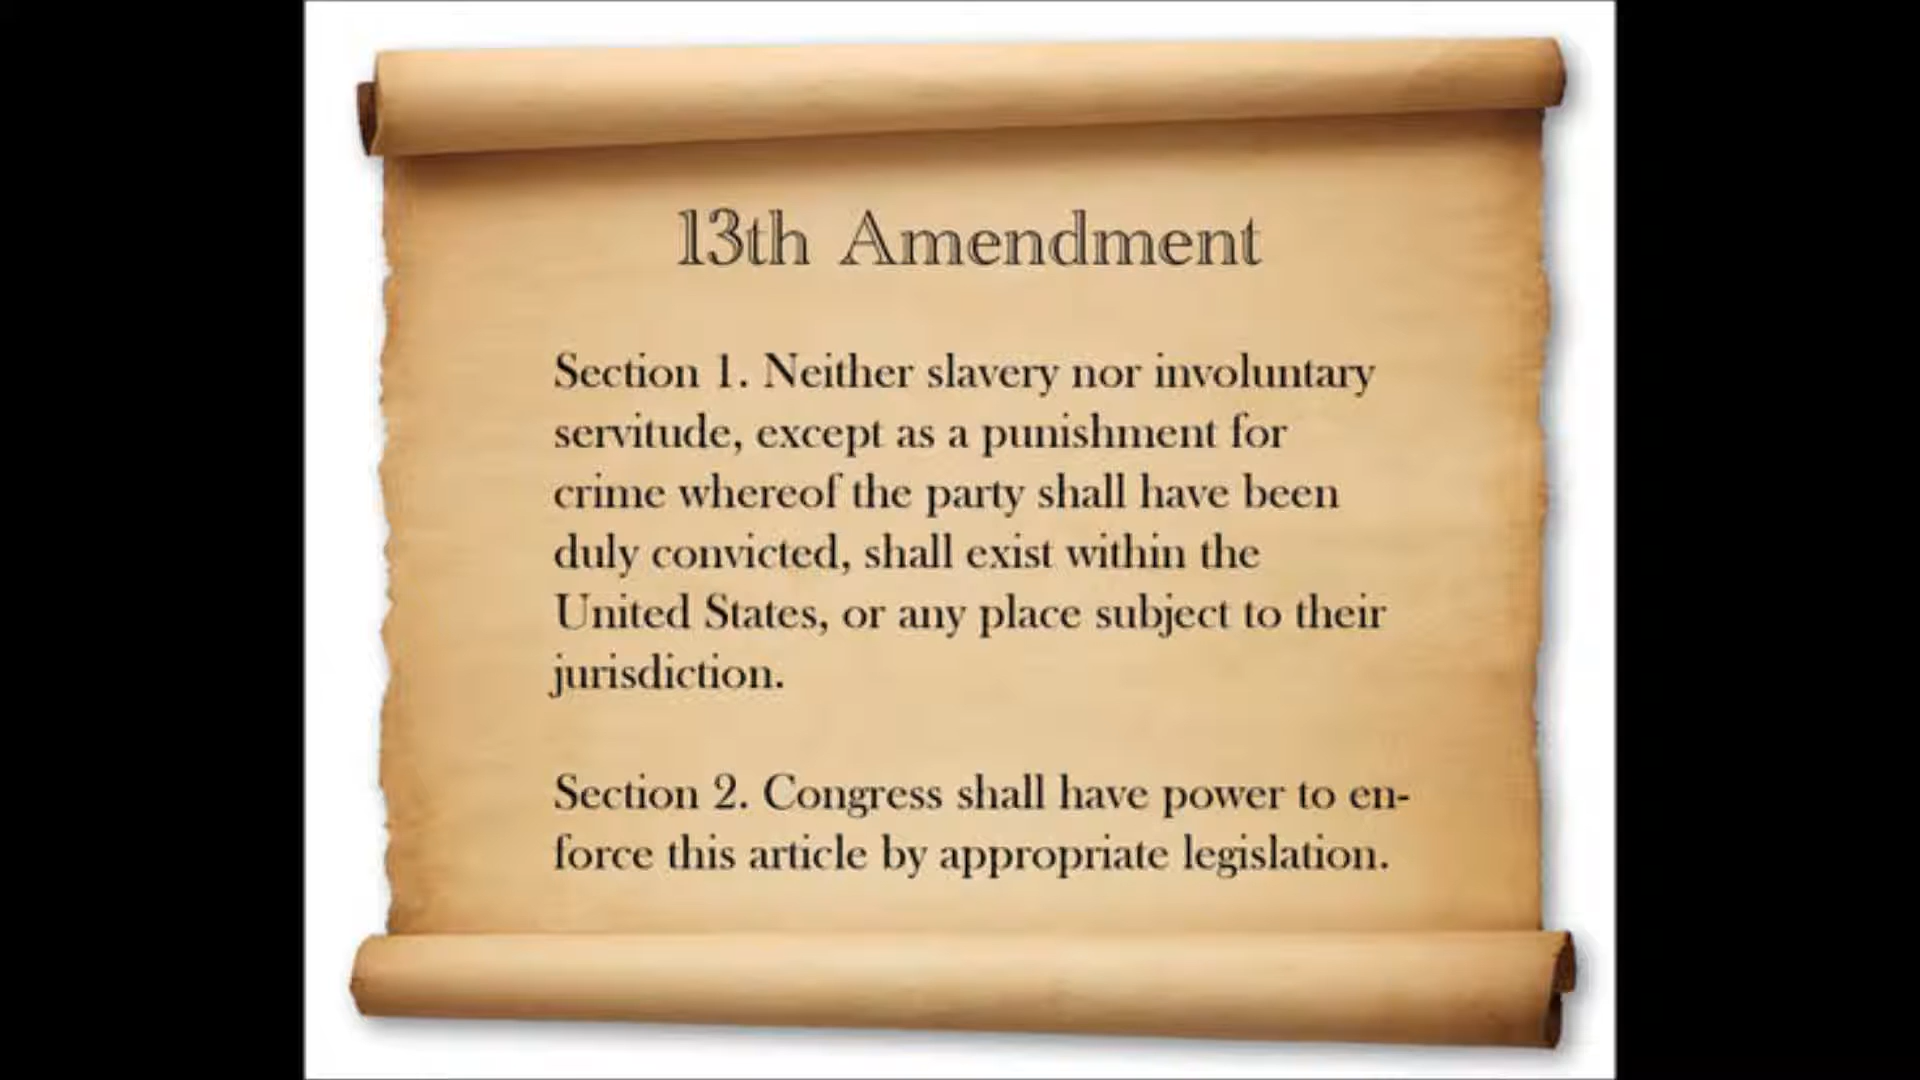 13th Amendment
Section 1. Neither slavery nor involuntary
servitude, except as a punishment for
crime whereof the party shall have been
duly convicted, shall exist within the
United States, or any place subject to their
jurisdiction.
Section 2. Congress shall have power to en-
force this article by appropriate legislation.